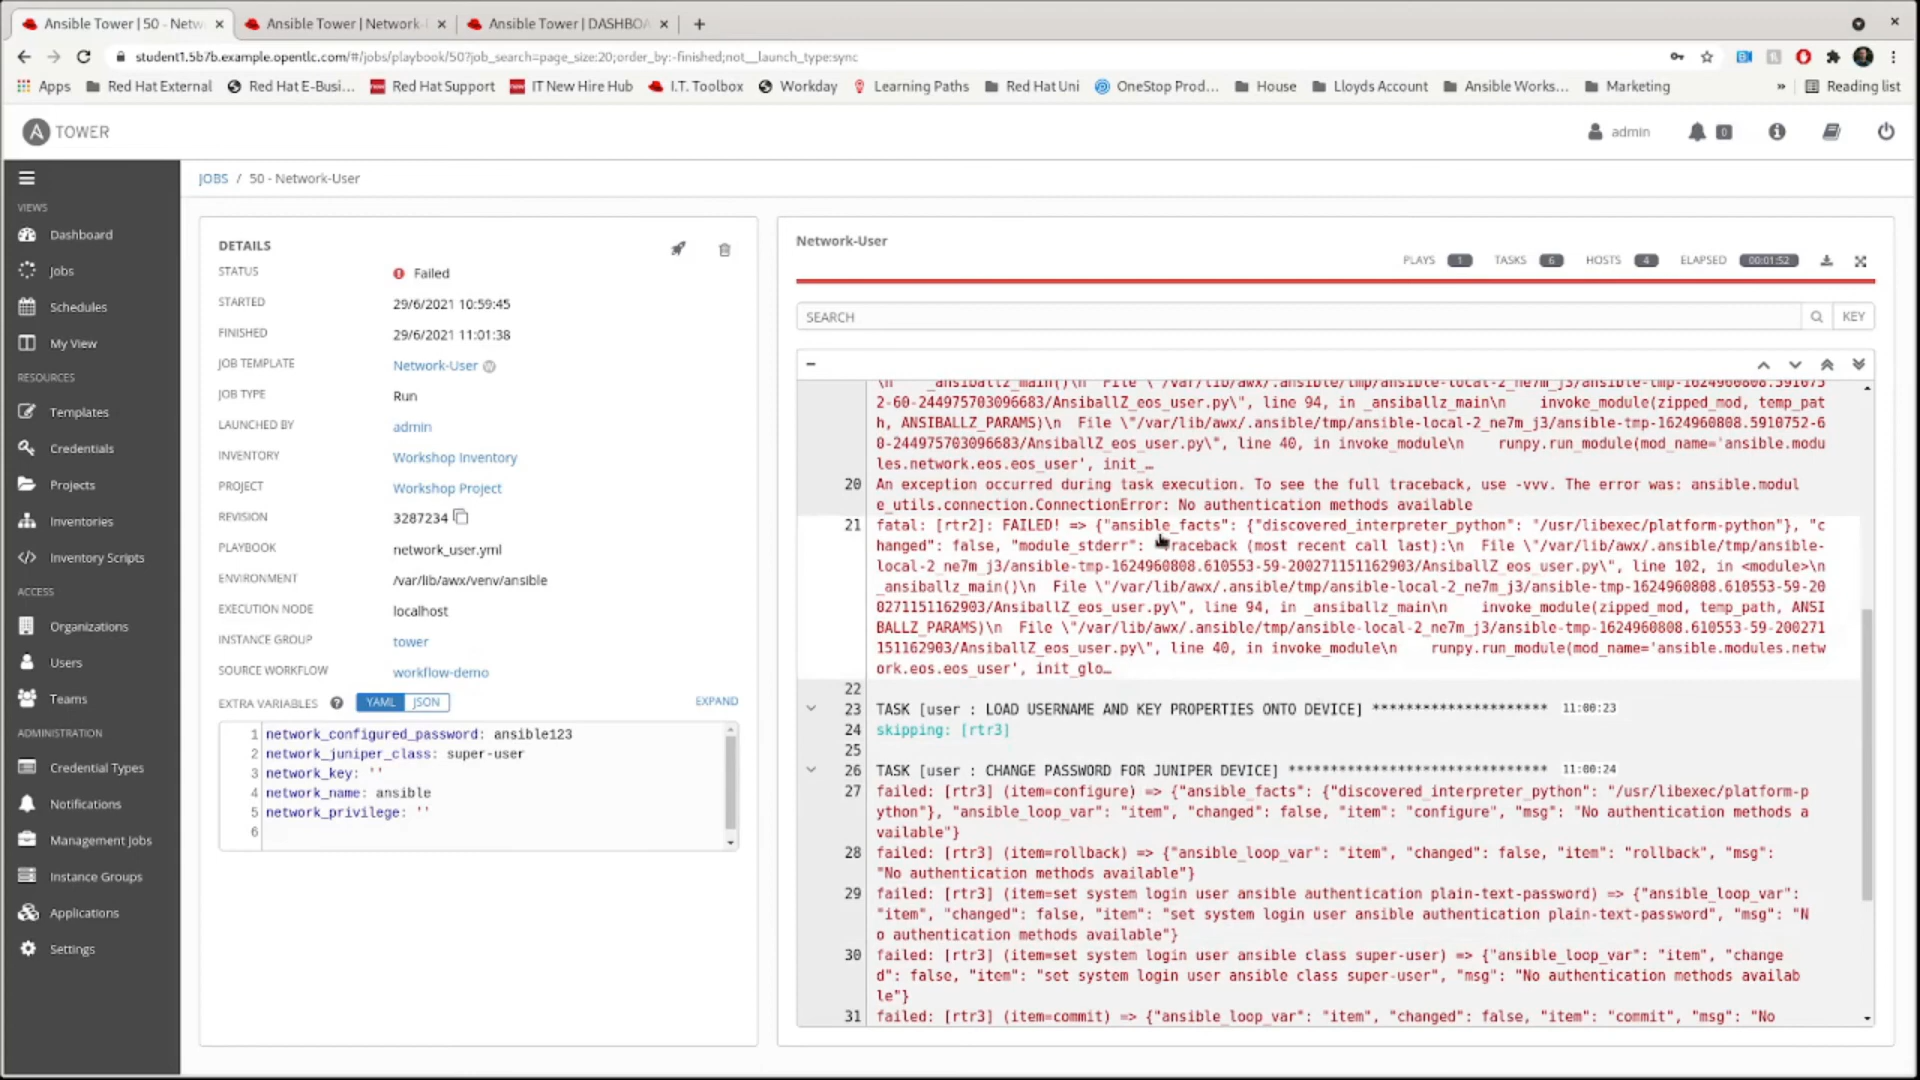 Ansible Tower | 50 - Netw
Ansible Tower | Network-
Ansible Tower | DASHBOA
student1.5b7b.example.opentlc.com/#/jobs/playbook/50?job_search=page_size:20;order_by:-finished;not__launch_type:sync
Apps
Red Hat External
Red Hat E-Busi...
Red Hat Support
IT New Hire Hub
I.T. Toolbox
Workday
Learning Paths
Red Hat Uni
OneStop Prod...
House
Lloyds Account
Ansible Works...
Marketing
»
Reading list
A TOWER
admin
0
VIEWS
Dashboard
Jobs
Schedules
My View
RESOURCES
Templates
Credentials
Projects
Inventories
Inventory Scripts
ACCESS
Organizations
Users
Teams
ADMINISTRATION
Credential Types
Notifications
Management Jobs
Instance Groups
Applications
Settings
JOBS / 50 - Network-User
DETAILS
STATUS Failed
STARTED 29/6/2021 10:59:45
FINISHED 29/6/2021 11:01:38
JOB TEMPLATE Network-User W
JOB TYPE Run
LAUNCHED BY admin
INVENTORY Workshop Inventory
PROJECT Workshop Project
REVISION 3287234
PLAYBOOK network_user.yml
ENVIRONMENT /var/lib/awx/venv/ansible
EXECUTION NODE localhost
INSTANCE GROUP tower
SOURCE WORKFLOW workflow-demo
EXTRA VARIABLES ? YAML JSON EXPAND
1 network_configured_password: ansible123
2 network_juniper_class: super-user
3 network_key: ''
4 network_name: ansible
5 network_privilege: ''
6
Network-User
PLAYS 1 TASKS 6 HOSTS 4 ELAPSED 00:01:52
SEARCH
KEY
\n _ansiballz_main()\n File \"/var/lib/awx/.ansible/tmp/ansible-local-2_ne7m_j3/ansible-tmp-1624960808.591075
2-60-244975703096683/AnsiballZ_eos_user.py\", line 94, in _ansiballz_main\n invoke_module(zipped_mod, temp_pat
h, ANSIBALLZ_PARAMS)\n File \"/var/lib/awx/.ansible/tmp/ansible-local-2_ne7m_j3/ansible-tmp-1624960808.5910752-6
0-244975703096683/AnsiballZ_eos_user.py\", line 40, in invoke_module\n runpy.run_module(mod_name='ansible.modu
les.network.eos.eos_user', init_…
20 An exception occurred during task execution. To see the full traceback, use -vvv. The error was: ansible.modul
e_utils.connection.ConnectionError: No authentication methods available
21 fatal: [rtr2]: FAILED! => {"ansible_facts": {"discovered_interpreter_python": "/usr/libexec/platform-python"}, "c
hanged": false, "module_stderr": "Traceback (most recent call last):\n File \"/var/lib/awx/.ansible/tmp/ansible-
local-2_ne7m_j3/ansible-tmp-1624960808.610553-59-200271151162903/AnsiballZ_eos_user.py\", line 102, in <module>\n
_ansiballz_main()\n File \"/var/lib/awx/.ansible/tmp/ansible-local-2_ne7m_j3/ansible-tmp-1624960808.610553-59-20
0271151162903/AnsiballZ_eos_user.py\", line 94, in _ansiballz_main\n invoke_module(zipped_mod, temp_path, ANSI
BALLZ_PARAMS)\n File \"/var/lib/awx/.ansible/tmp/ansible-local-2_ne7m_j3/ansible-tmp-1624960808.610553-59-200271
151162903/AnsiballZ_eos_user.py\", line 40, in invoke_module\n runpy.run_module(mod_name='ansible.modules.netw
ork.eos.eos_user', init_glo…
22
23 TASK [user : LOAD USERNAME AND KEY PROPERTIES ONTO DEVICE] ********************* 11:00:23
24 skipping: [rtr3]
25
26 TASK [user : CHANGE PASSWORD FOR JUNIPER DEVICE] ******************************* 11:00:24
27 failed: [rtr3] (item=configure) => {"ansible_facts": {"discovered_interpreter_python": "/usr/libexec/platform-p
ython"}, "ansible_loop_var": "item", "changed": false, "item": "configure", "msg": "No authentication methods a
vailable"}
28 failed: [rtr3] (item=rollback) => {"ansible_loop_var": "item", "changed": false, "item": "rollback", "msg":
"No authentication methods available"}
29 failed: [rtr3] (item=set system login user ansible authentication plain-text-password) => {"ansible_loop_var":
"item", "changed": false, "item": "set system login user ansible authentication plain-text-password", "msg": "N
o authentication methods available"}
30 failed: [rtr3] (item=set system login user ansible class super-user) => {"ansible_loop_var": "item", "change
d": false, "item": "set system login user ansible class super-user", "msg": "No authentication methods availab
le"}
31 failed: [rtr3] (item=commit) => {"ansible_loop_var": "item", "changed": false, "item": "commit", "msg": "No